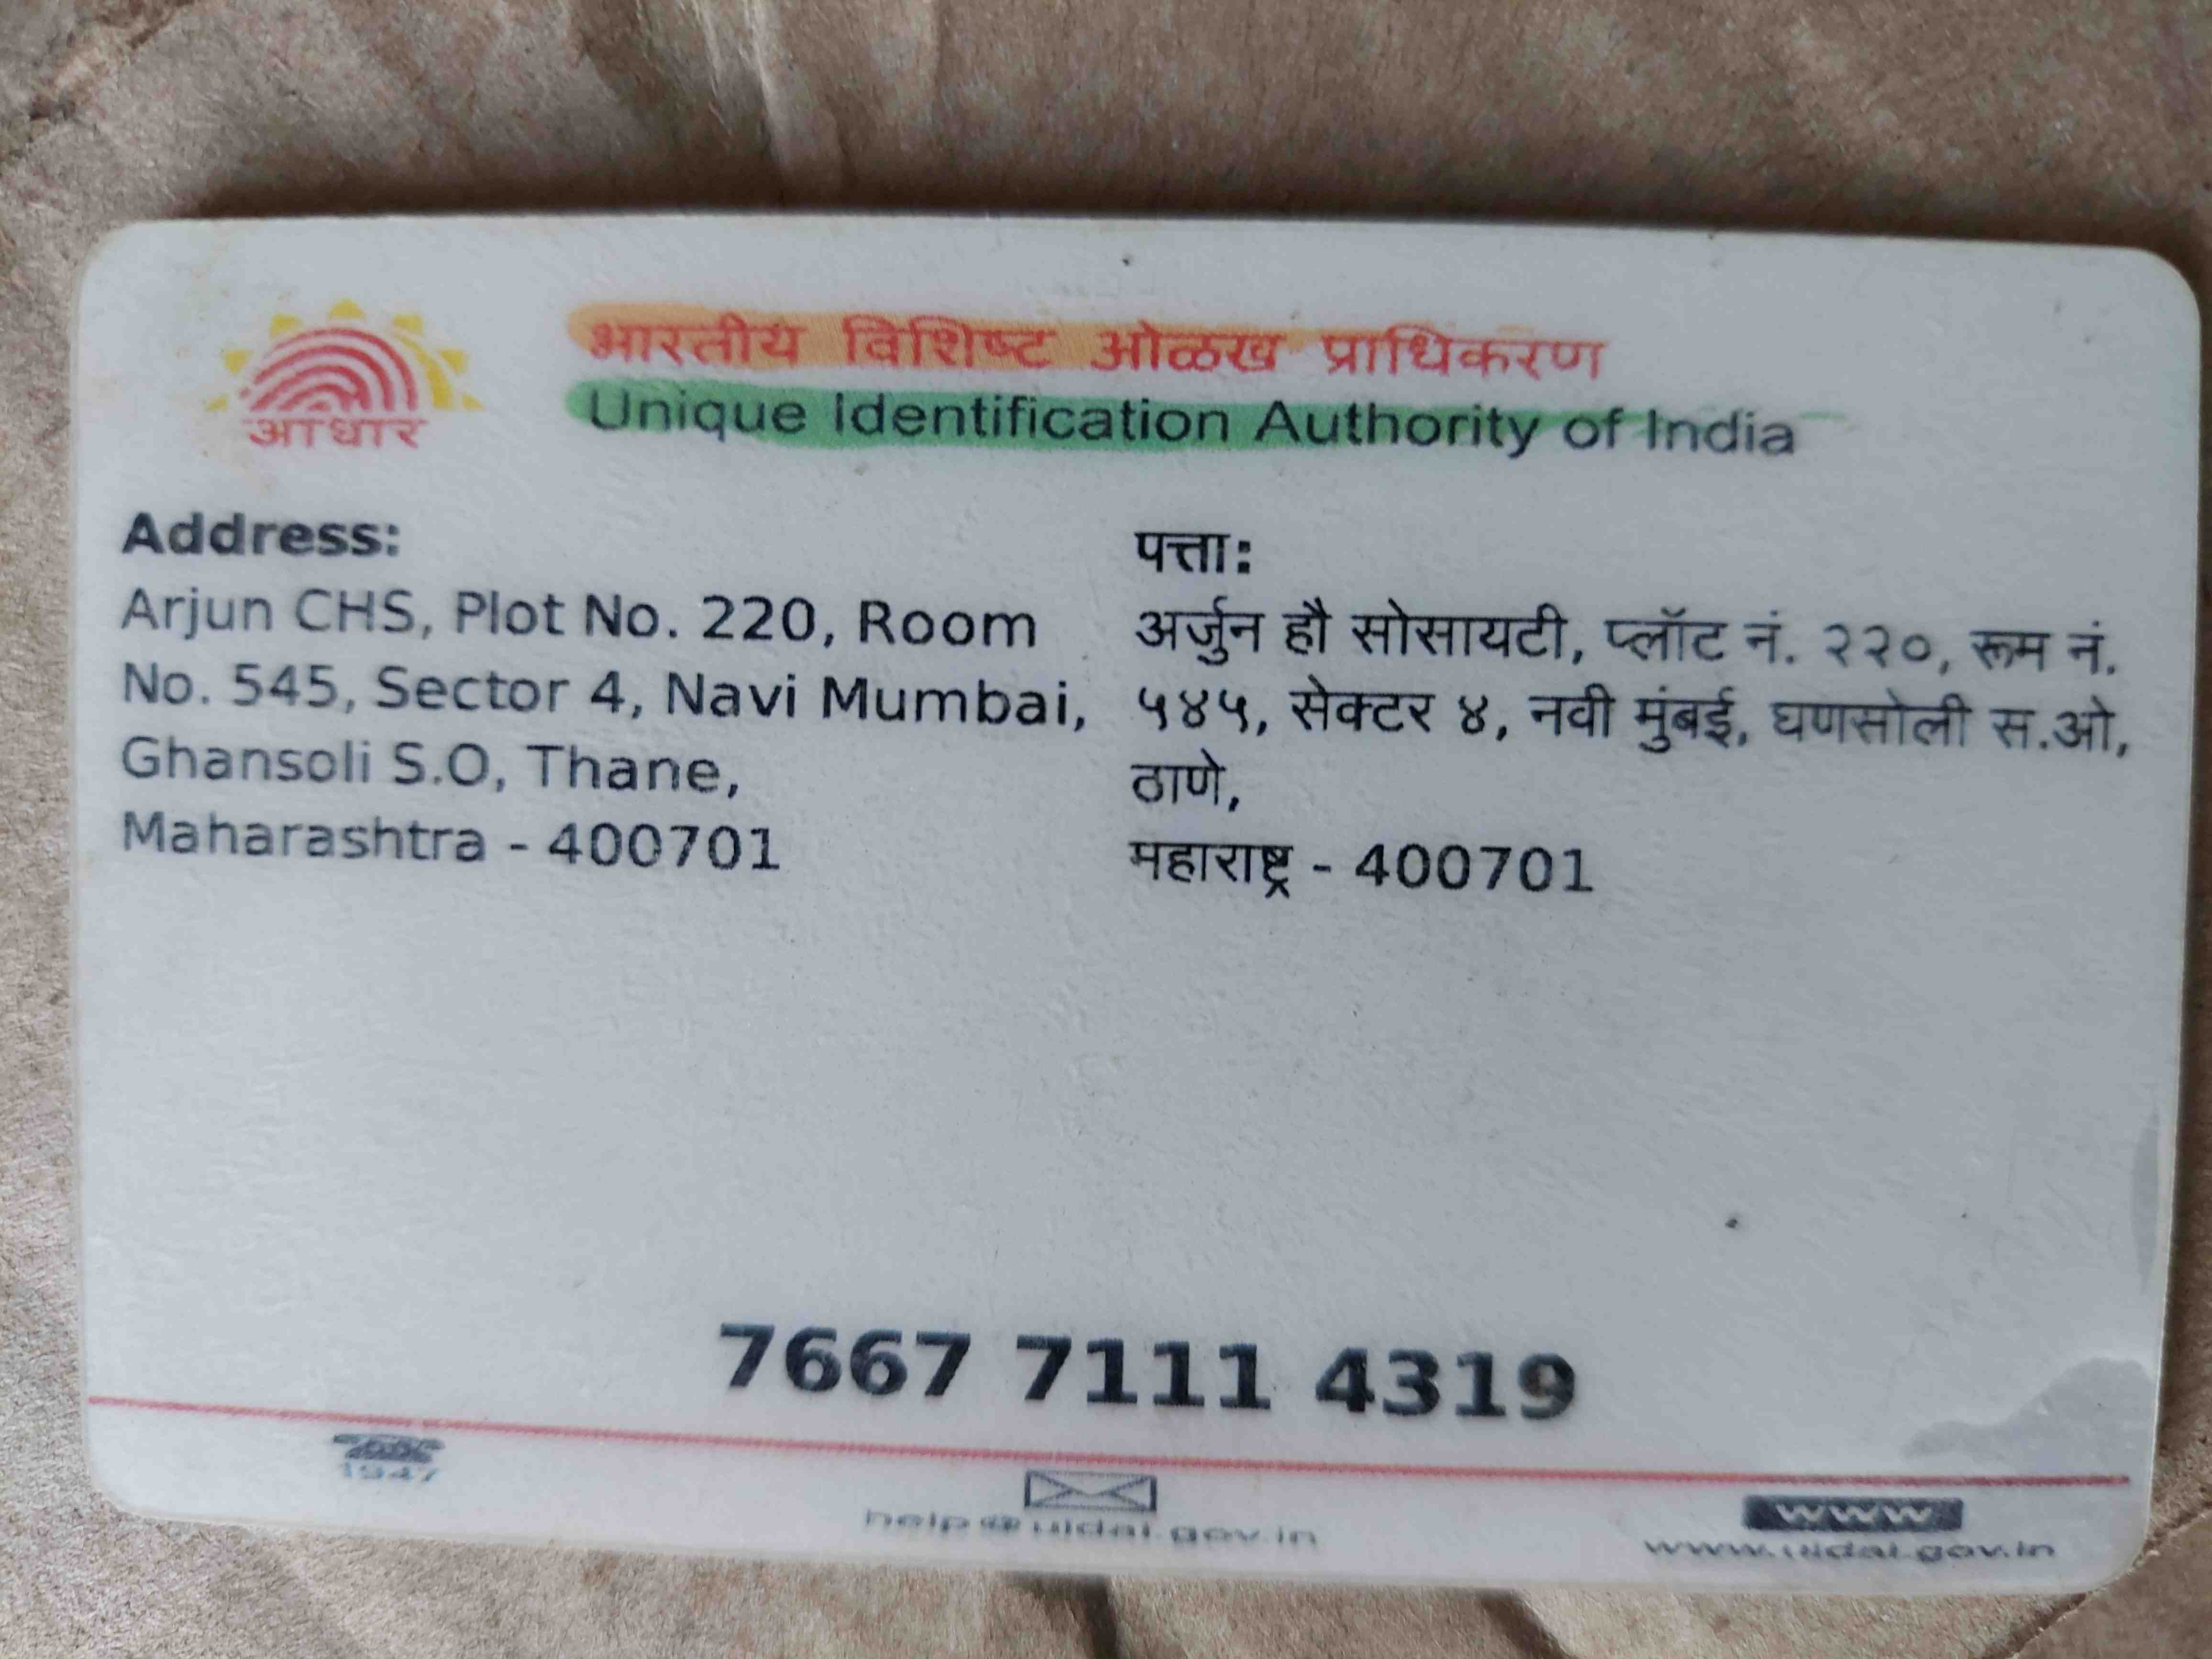 आधार
भारतीय विशिष्ट ओळख प्राधिकरण
Unique Identification Authority of India
Address:
Arjun CHS, Plot No. 220, Room
No. 545, Sector 4, Navi Mumbai,
Ghansoli S.O, Thane,
Maharashtra - 400701
पत्ता:
अर्जुन हौ सोसायटी, प्लॉट नं. २२०, रूम नं.
५४५, सेक्टर ४, नवी मुंबई, घणसोली स.ओ,
ठाणे,
महाराष्ट्र - 400701
7667 7111 4319
1947
help@uidai.gov.in
www
www.uidai.gov.in